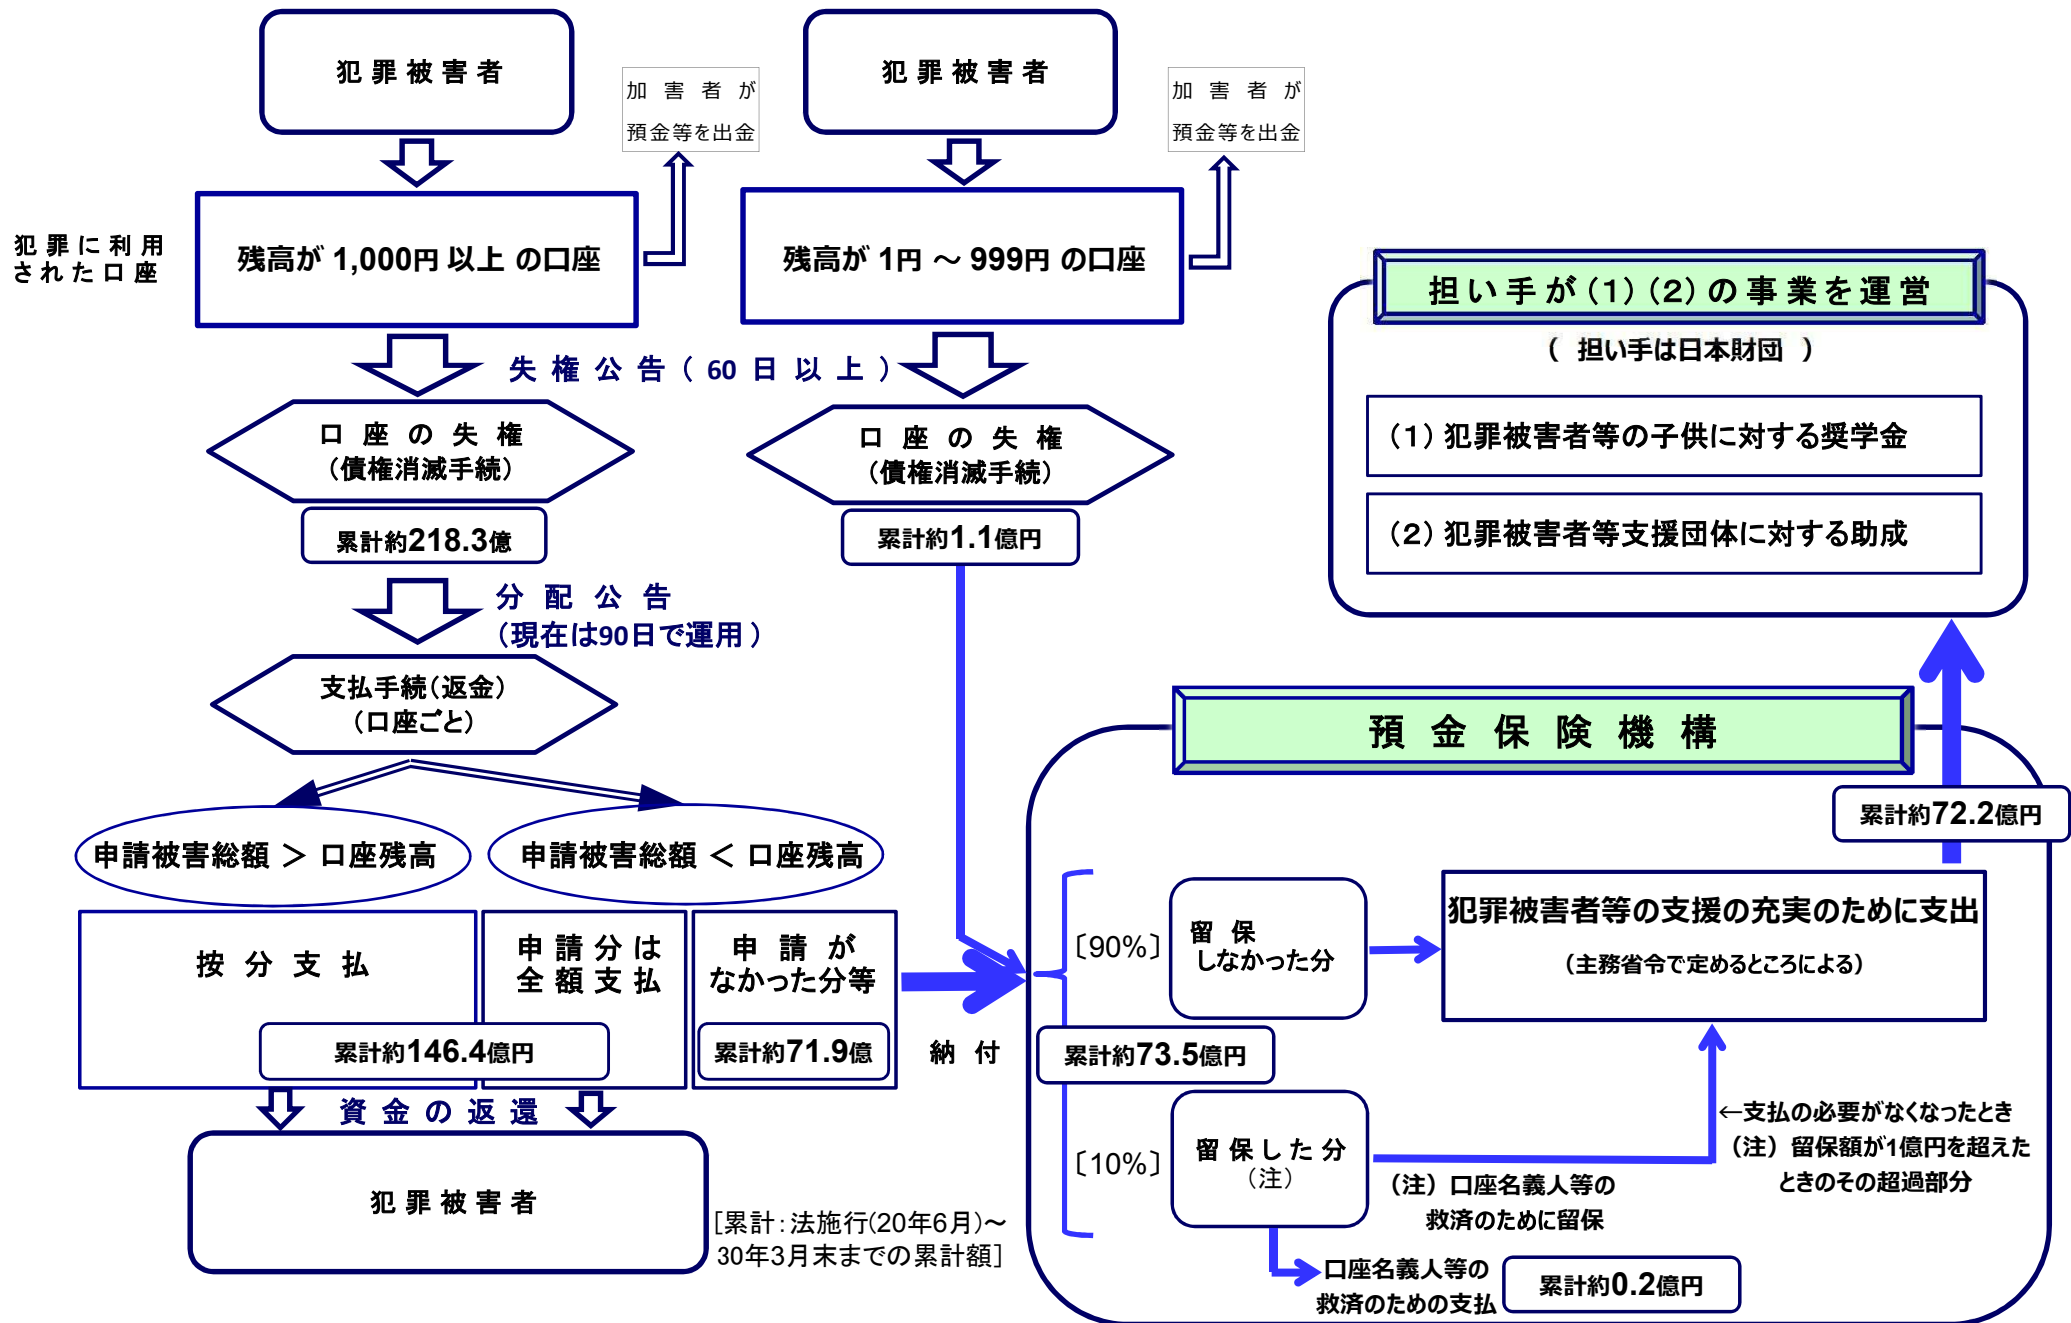 犯罪被害者
加害者が
預金等を出金
犯罪被害者
加害者が
預金等を出金
犯罪に利用
された口座
残高が 1,000円 以上 の口座
残高が 1円 ～ 999円 の口座
失権公告（60日以上）
口座の失権
（債権消滅手続）
累計約218.3億
口座の失権
（債権消滅手続）
累計約1.1億円
分配公告
（現在は90日で運用）
支払手続（返金）
（口座ごと）
申請被害総額 ＞ 口座残高
申請被害総額 ＜ 口座残高
按分支払
申請分は
全額支払
累計約146.4億円
申請が
なかった分等
累計約71.9億
納付
資金の返還
犯罪被害者
［累計：法施行(20年6月)～
30年3月末までの累計額］
担い手が（1）（2）の事業を運営
（ 担い手は日本財団 ）
（１）犯罪被害者等の子供に対する奨学金
（２）犯罪被害者等支援団体に対する助成
預金保険機構
累計約72.2億円
〔90%〕
留保
しなかった分
犯罪被害者等の支援の充実のために支出
（主務省令で定めるところによる）
累計約73.5億円
〔10%〕
留保した分
（注）
←支払の必要がなくなったとき
（注）留保額が1億円を超えた
ときのその超過部分
（注）口座名義人等の
救済のために留保
口座名義人等の
救済のための支払
累計約0.2億円